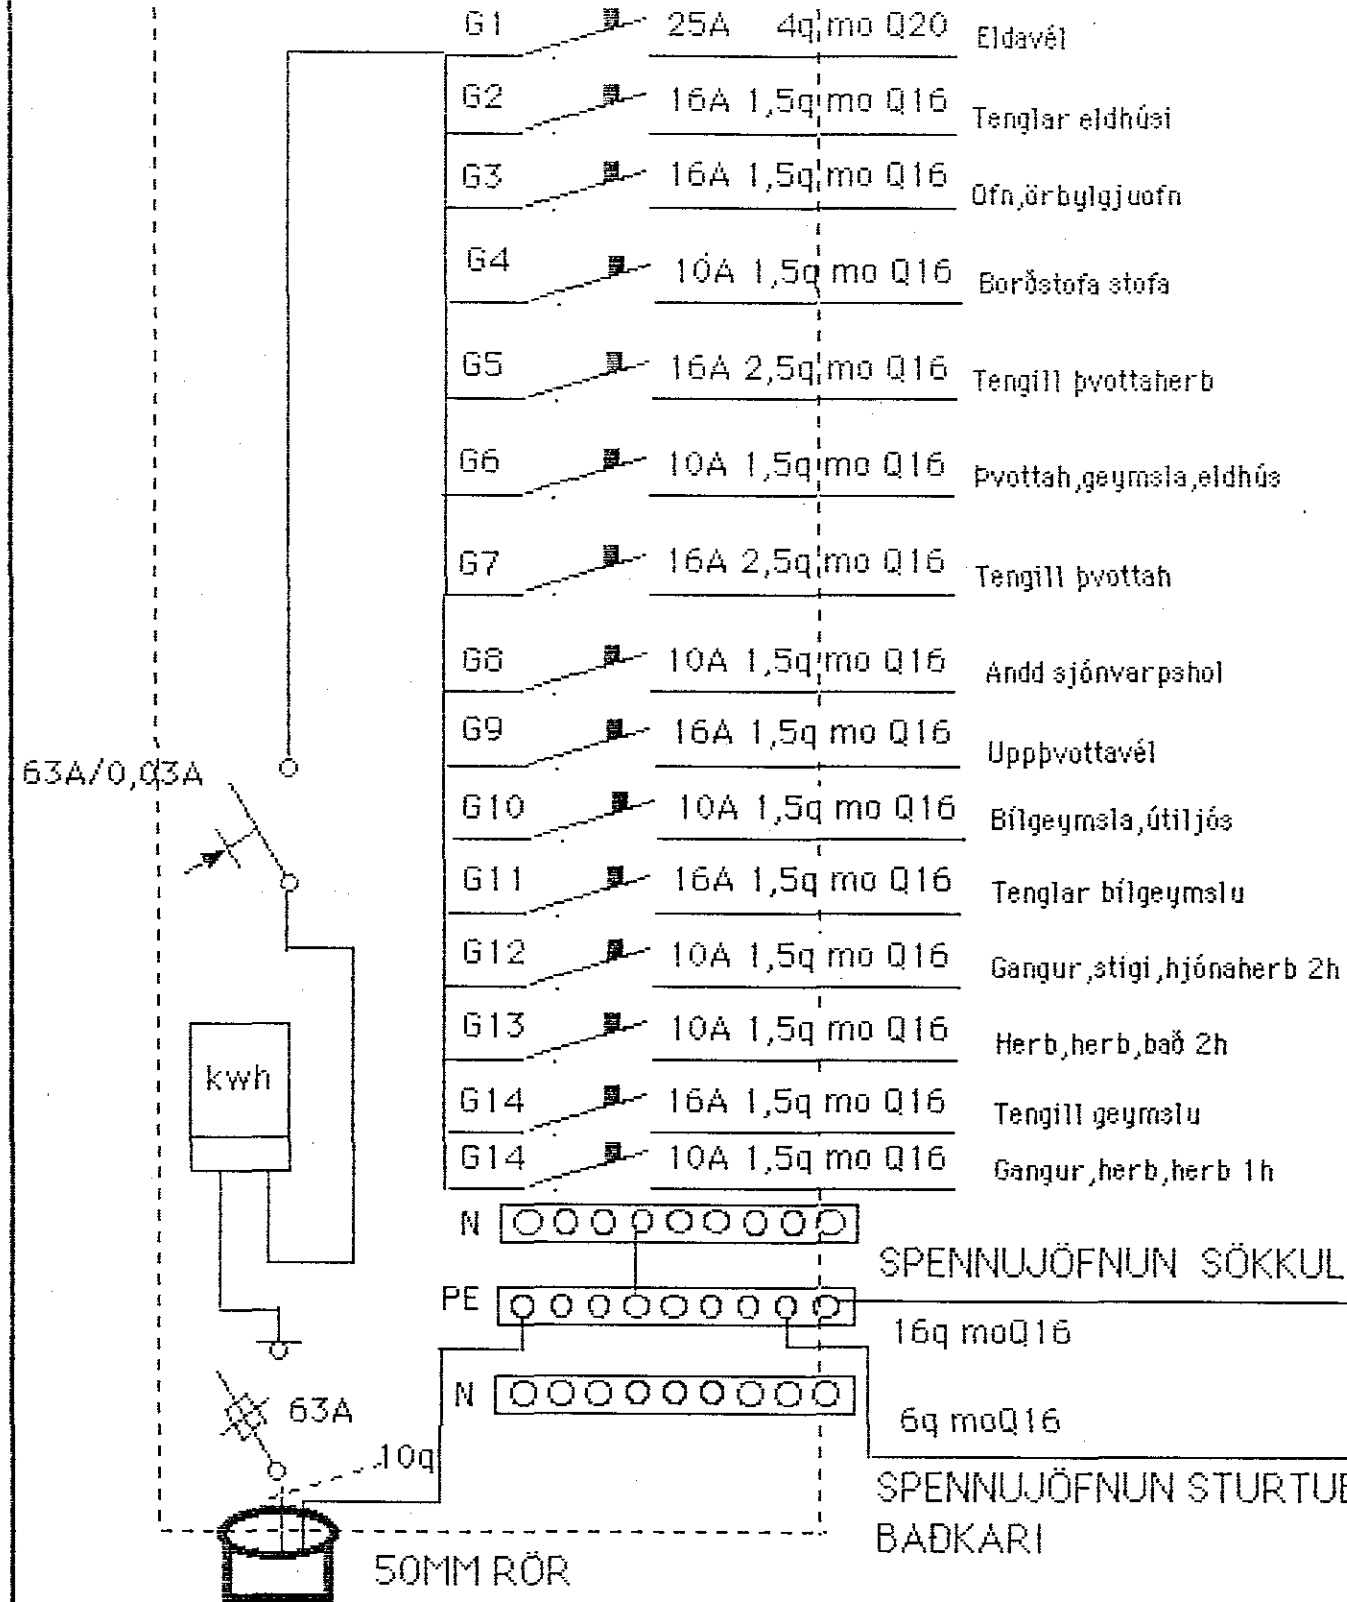 G1 25A 4q mo Q20 Eldavél
G2 16A 1,5q mo Q16 Tenglar eldhúsi
G3 16A 1,5q mo Q16 Ofn,örbylgjuofn
G4 10A 1,5q mo Q16 Borðstofa stofa
G5 16A 2,5q mo Q16 Tengill þvottaherb
G6 10A 1,5q mo Q16 Þvottah,geymsla,eldhús
G7 16A 2,5q mo Q16 Tengill þvottah
G8 10A 1,5q mo Q16 Andd sjónvarpshol
G9 16A 1,5q mo Q16 Uppþvottavél
63A/0,03A
G10 10A 1,5q mo Q16 Bílgeymsla,útiljós
G11 16A 1,5q mo Q16 Tenglar bílgeymslu
G12 10A 1,5q mo Q16 Gangur,stigi,hjónaherb 2h
G13 10A 1,5q mo Q16 Herb,herb,bað 2h
kwh
G14 16A 1,5q mo Q16 Tengill geymslu
G14 10A 1,5q mo Q16 Gangur,herb,herb 1h
N
SPENNUJÖFNUN SÖKKUL
PE
16q moQ16
N
63A
6q moQ16
10q
SPENNUJÖFNUN STURTUB
BAÐKARI
50MM RÖR